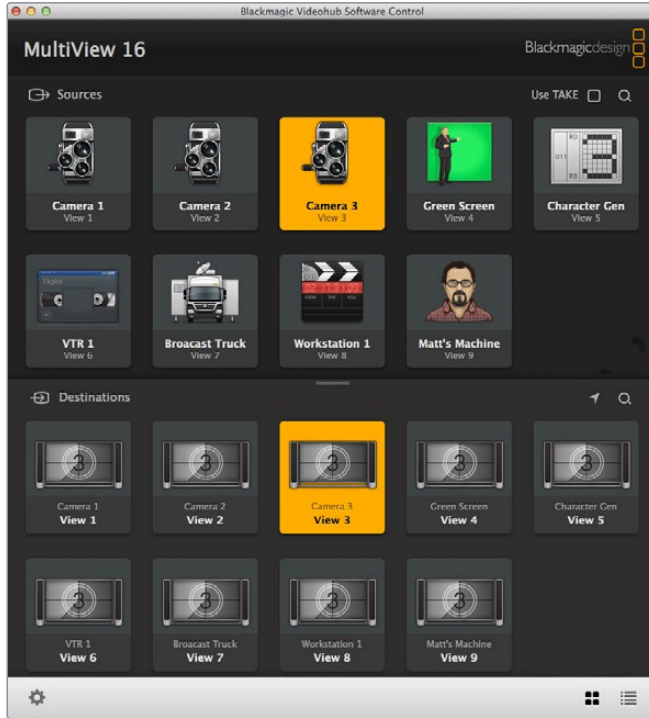 Blackmagic Videohub Software Control
MultiView 16
Blackmagicdesign
Sources
Use TAKE
Camera 1
View 1
Camera 2
View 2
Camera 3
View 3
Green Screen
View 4
Character Gen
View 5
VTR 1
View 6
Broacast Truck
View 7
Workstation 1
View 8
Matt's Machine
View 9
Destinations
Camera 1
View 1
Camera 2
View 2
Camera 3
View 3
Green Screen
View 4
Character Gen
View 5
VTR 1
View 6
Broacast Truck
View 7
Workstation 1
View 8
Matt's Machine
View 9